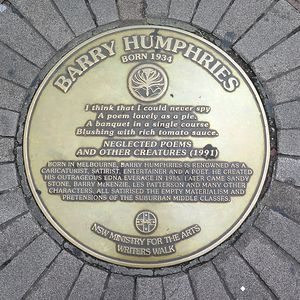 BARRY HUMPHRIES
BORN 1934
I think that I could never spy
A poem lovely as a pie.
A banquet in a single course
Blushing with rich tomato sauce.
NEGLECTED POEMS
AND OTHER CREATURES (1991)
BORN IN MELBOURNE, BARRY HUMPHRIES IS RENOWNED AS A
CARICATURIST, SATIRIST, ENTERTAINER AND A POET. HE CREATED
HIS OUTRAGEOUS EDNA EVERAGE IN 1955. LATER CAME SANDY
STONE, BARRY McKENZIE, LES PATTERSON AND MANY OTHER
CHARACTERS. ALL SATIRISED THE EMPTY MATERIALISM AND
PRETENSIONS OF THE SUBURBAN MIDDLE CLASSES.
NSW MINISTRY FOR THE ARTS
WRITERS WALK